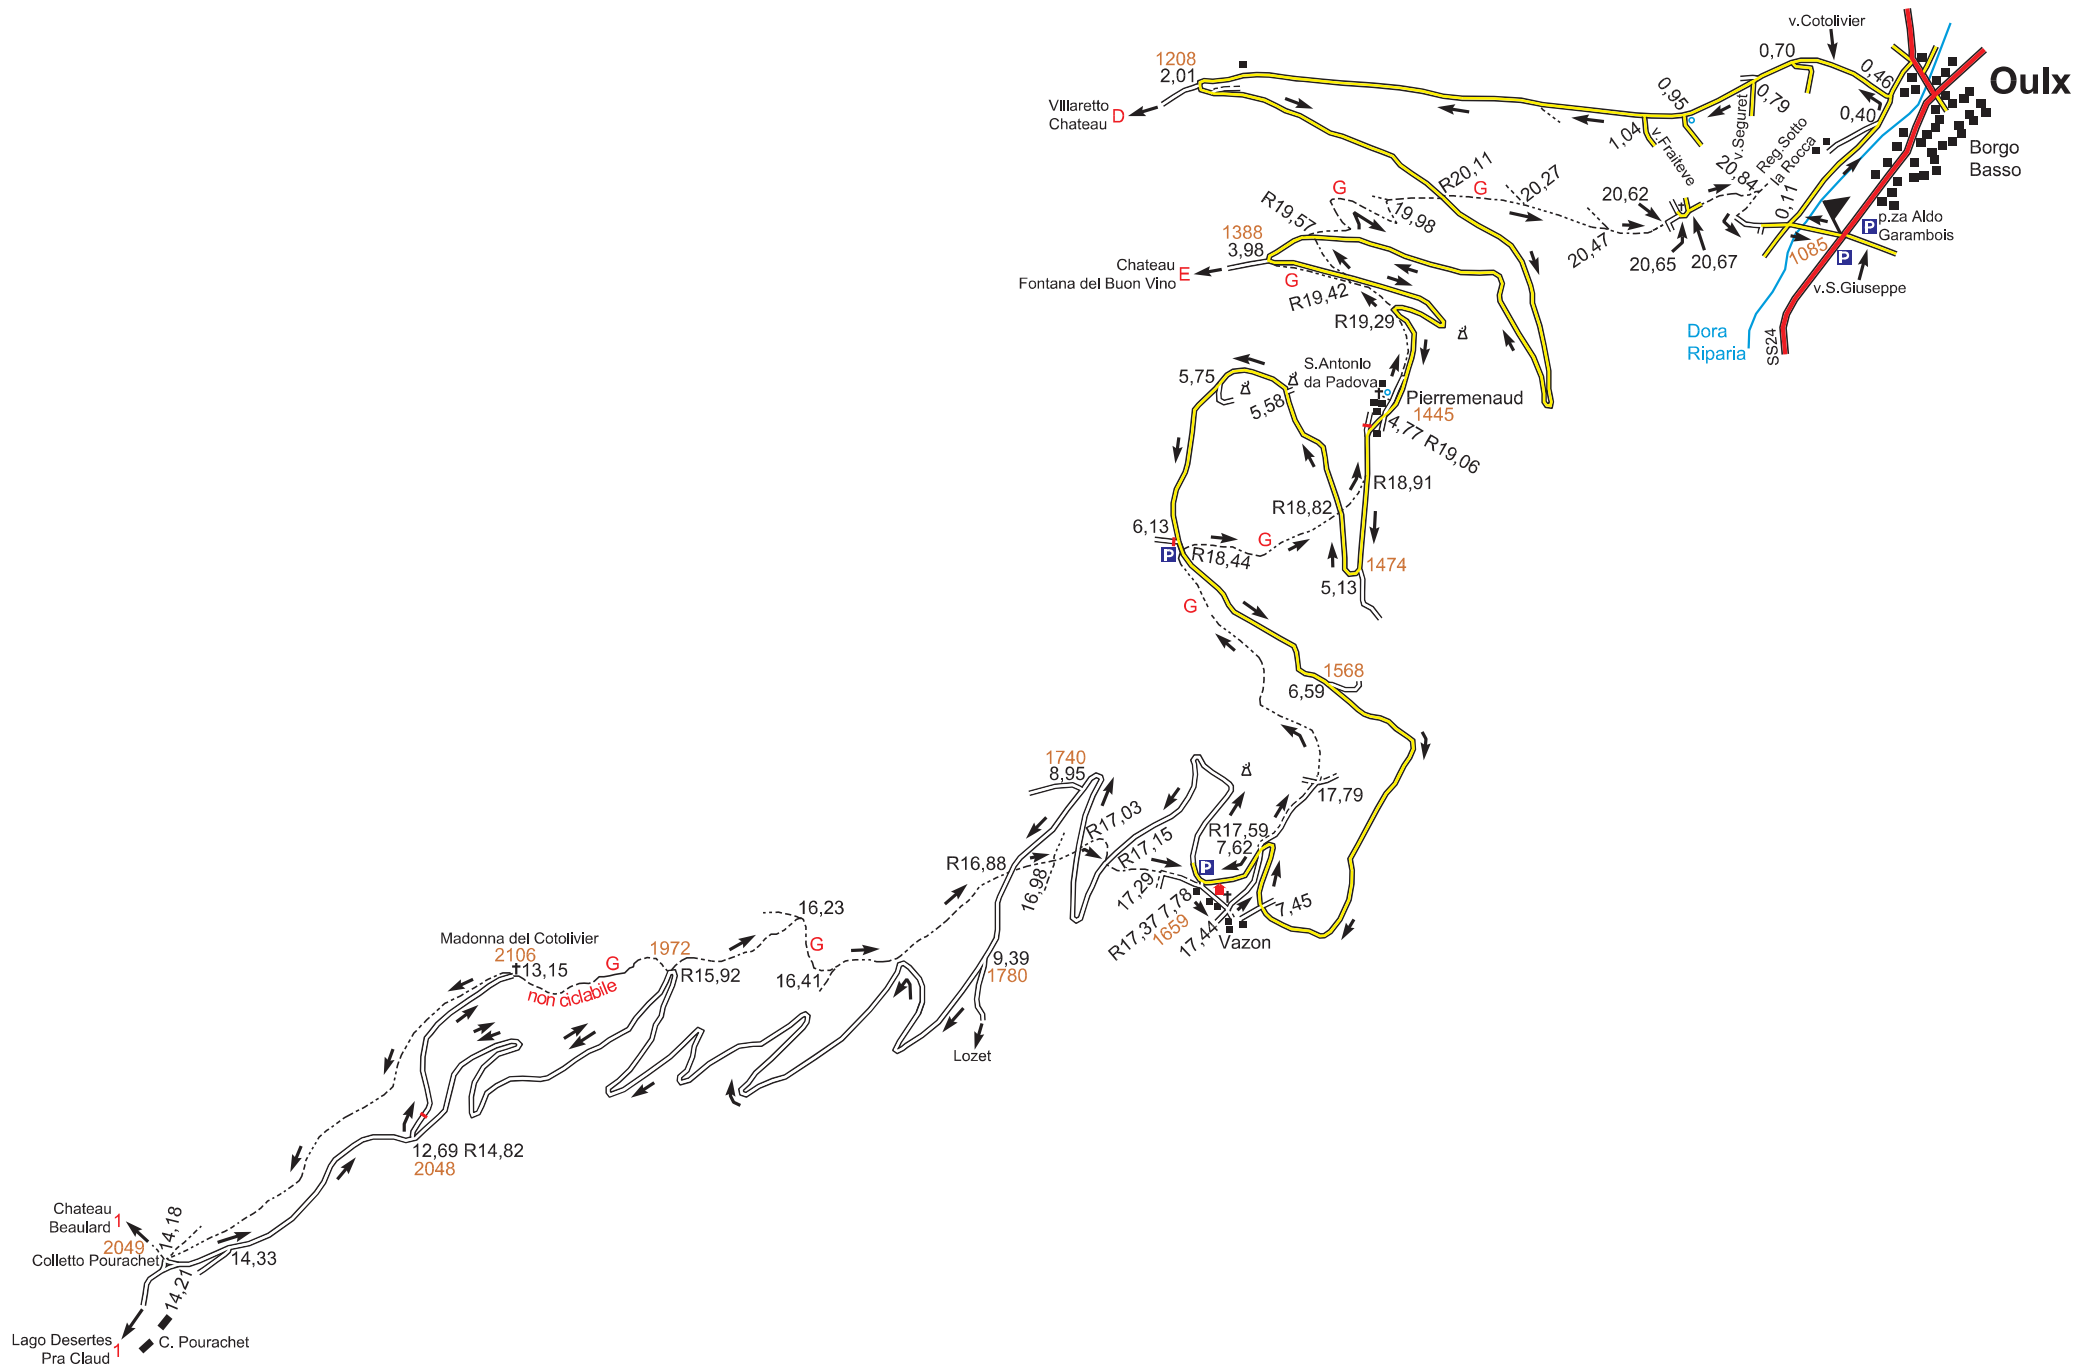 v.Cotolivier
1208
2,01
0,70
0,46
Oulx
VIllaretto
Chateau
D
0,95
0,79
0,40
1,04
v.Fraiteve
v.Seguret
Reg.Sotto
la Rocca
Borgo
Basso
R20,11
20,27
20,84
G
G
19,98
20,62
0,11
p.za Aldo
Garambois
P
R19,57
1388
3,98
20,47
20,65
20,67
1085
P
Chateau
Fontana del Buon Vino
E
G
R19,42
v.S.Giuseppe
R19,29
Dora
Riparia
SS24
S.AntonIo
da Padova
5,75
5,58
Pierremenaud
1445
4,77 R19,06
R18,91
R18,82
6,13
P
R18,44
G
1474
5,13
G
1568
6,59
1740
8,95
17,79
R17,03
R17,15
R17,59
7,62
R16,88
P
16,98
17,29
R17,37 7,78
1659
17,44
7,45
Vazon
16,23
G
Madonna del Cotolivier
2106
13,15
G
non ciclabile
1972
R15,92
16,41
9,39
1780
Lozet
12,69 R14,82
2048
Chateau
Beaulard
1
14,18
2049
Colletto Pourachet
14,33
14,21
Lago Desertes
Pra Claud
1
C. Pourachet